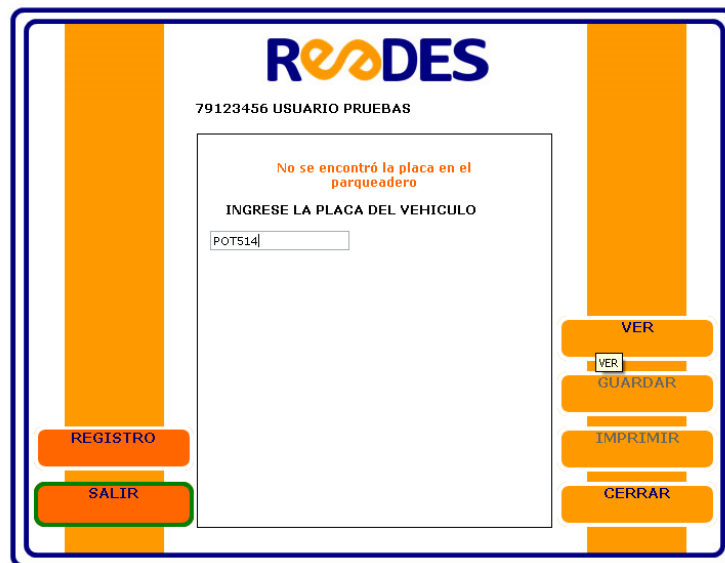 REDES
79123456 USUARIO PRUEBAS
No se encontró la placa en el
parqueadero
INGRESE LA PLACA DEL VEHICULO
POT514
VER
VER
GUARDAR
REGISTRO
IMPRIMIR
SALIR
CERRAR